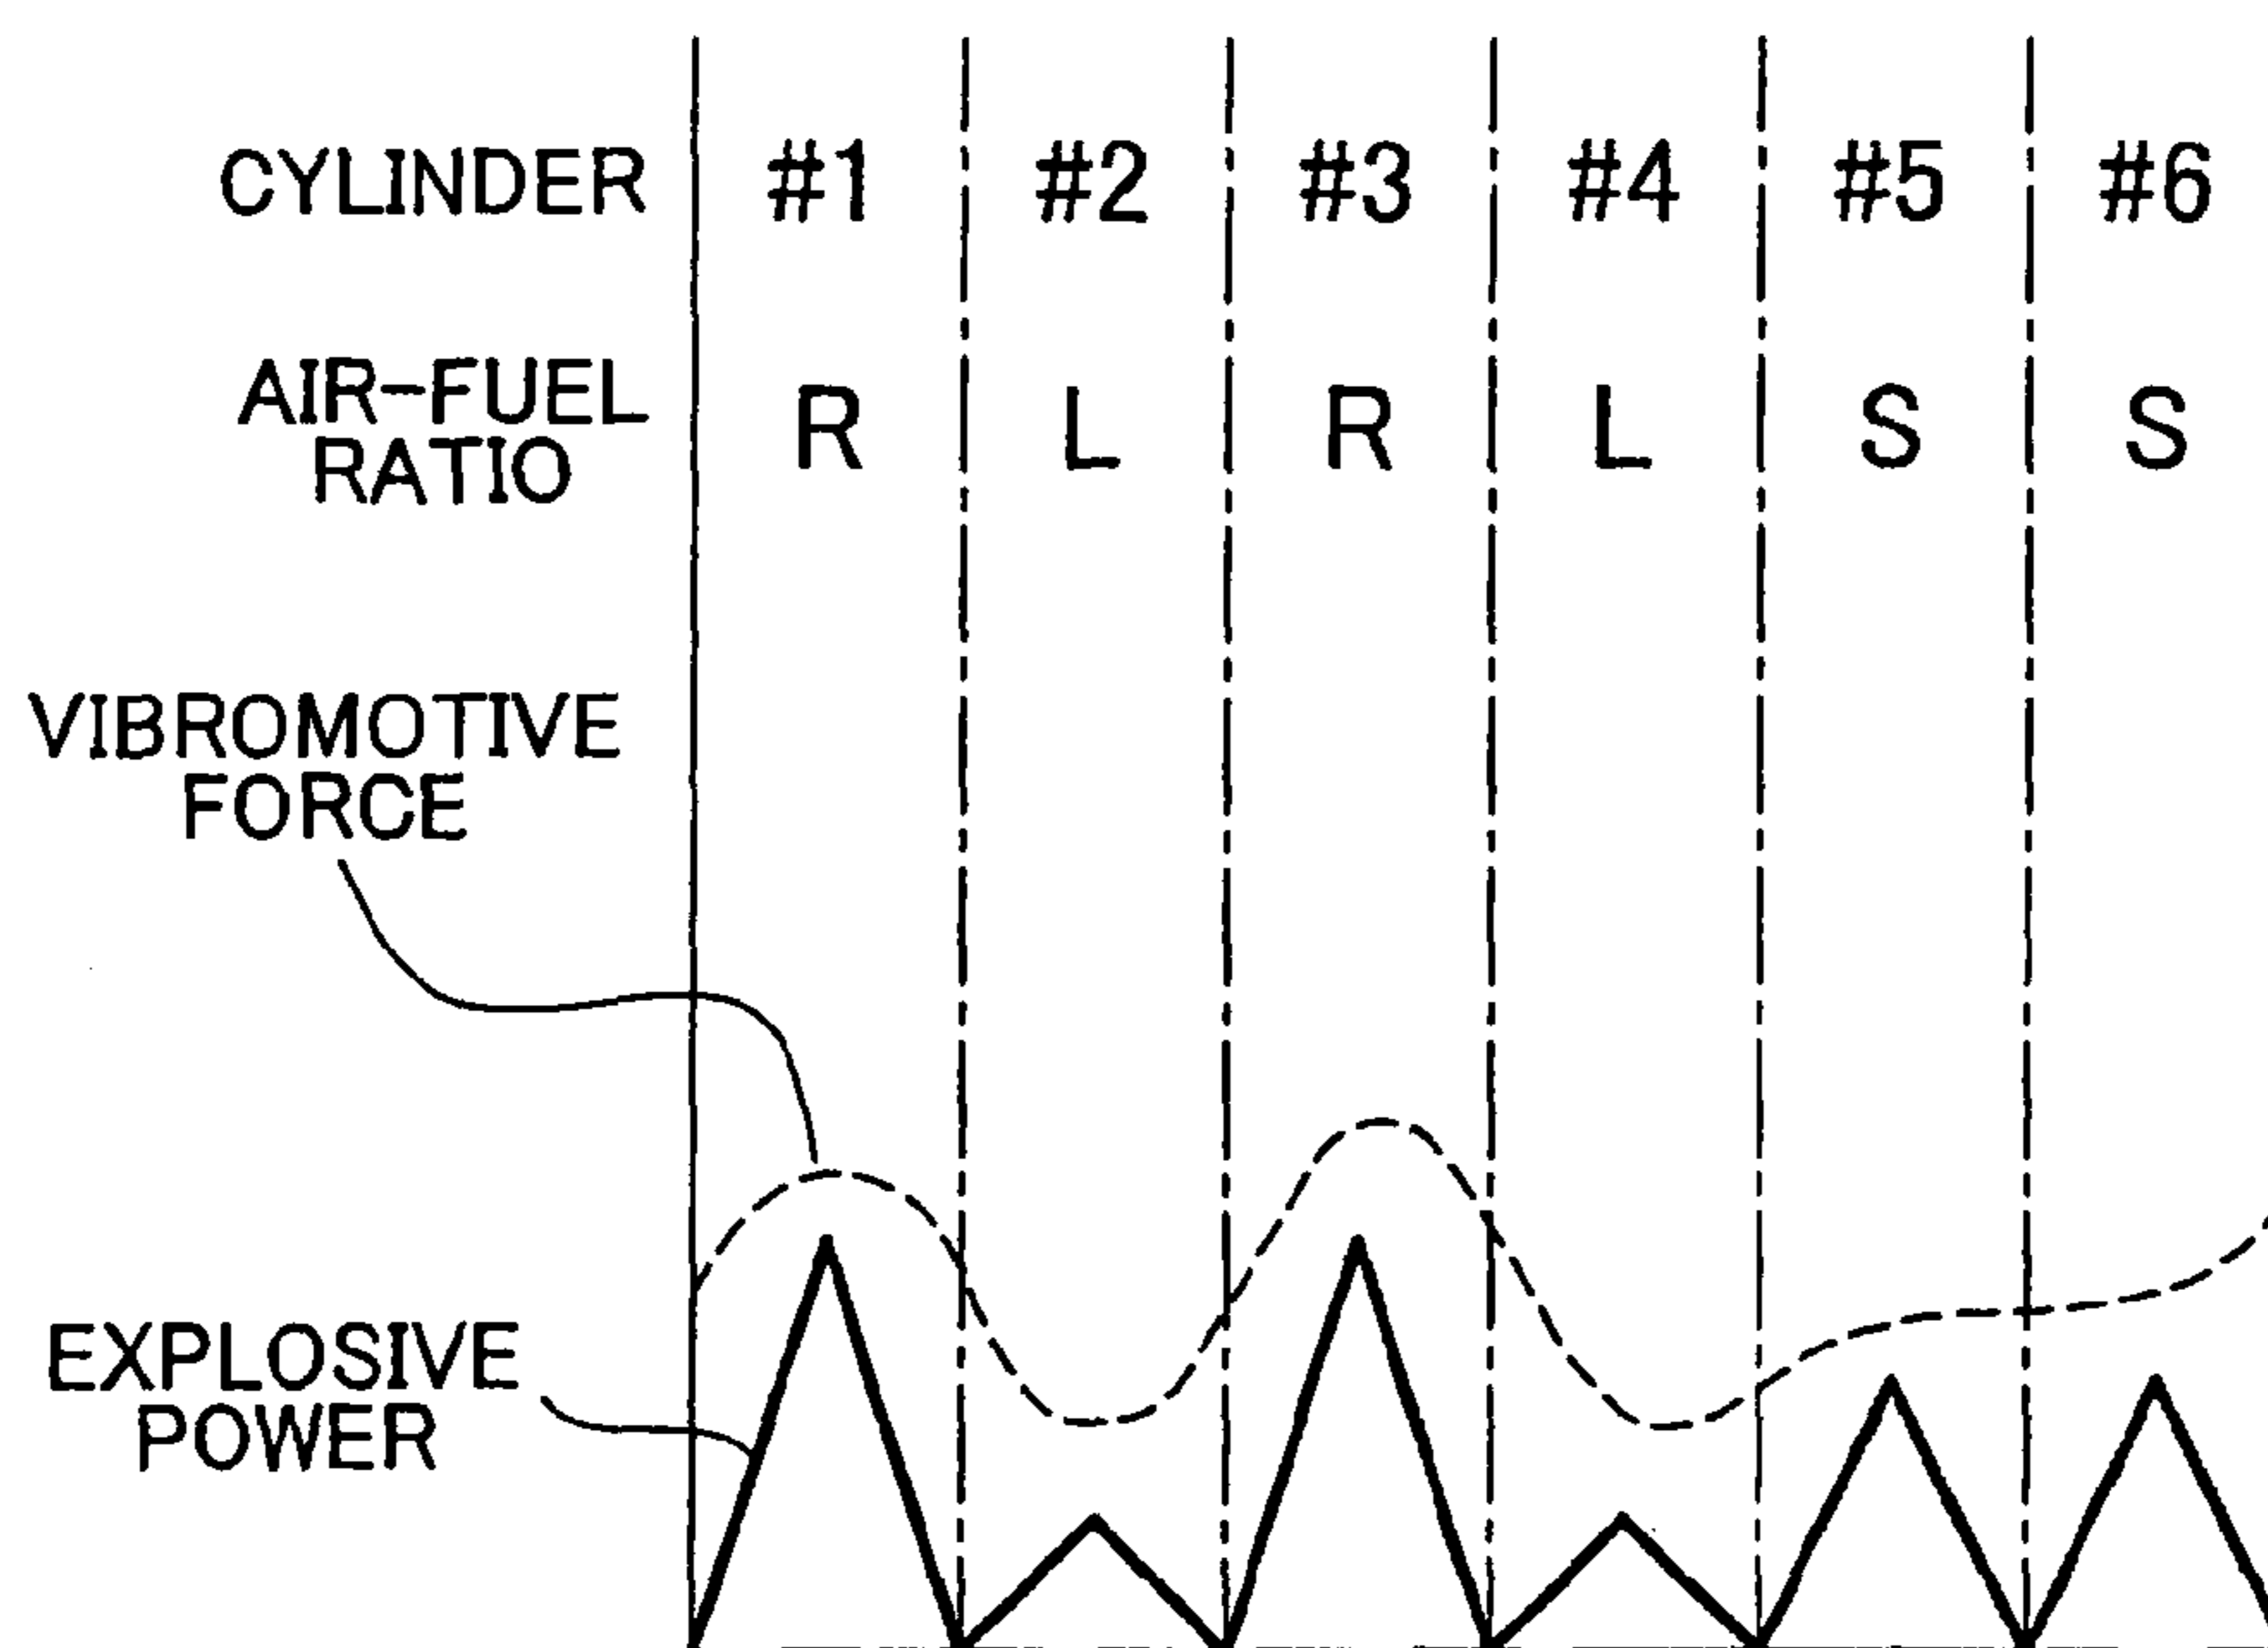 CYLINDER #1 #2 #3 #4 #5 #6
AIR-FUEL
RATIO
R L R L S S
VIBROMOTIVE
FORCE
EXPLOSIVE
POWER